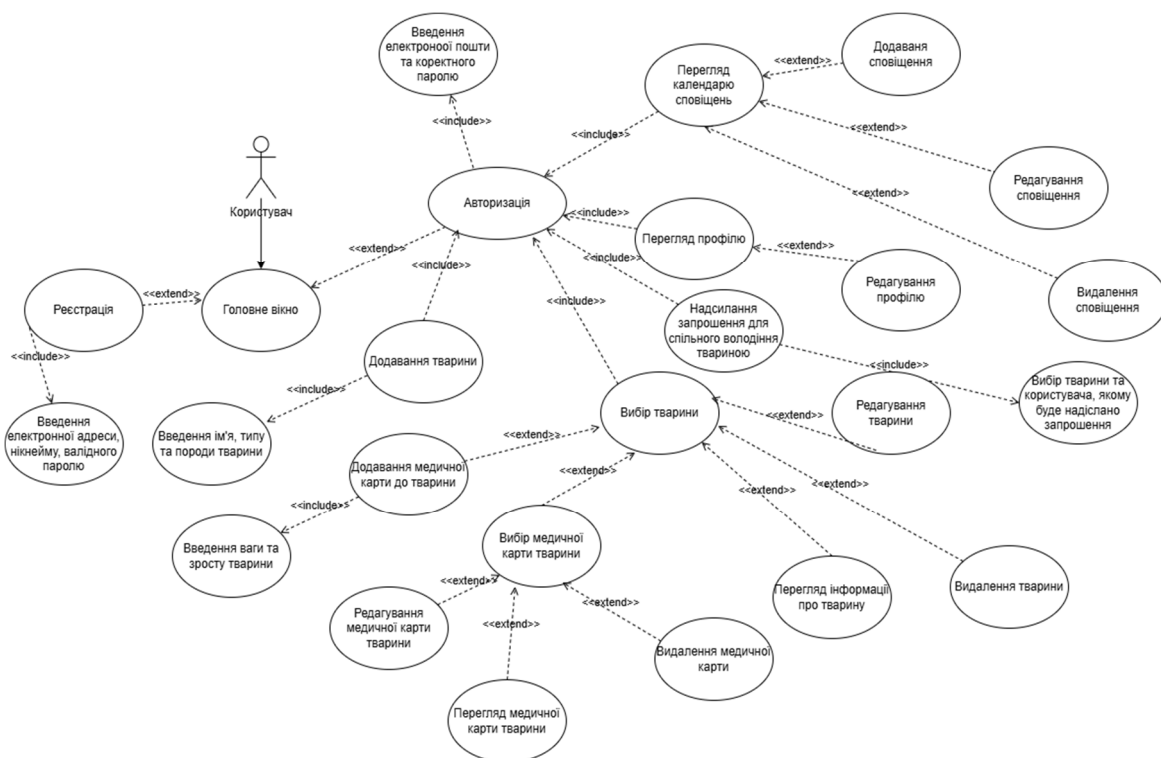 Введення
електроноої пошти
та коректного
паролю
<<include>>
Перегляд
календарю
сповіщень
<<extend>>
Додаваня
сповіщення
<<include>>
<<extend>>
Редагування
сповіщення
<<extend>>
Користувач
Авторизація
<<include>>
Перегляд профілю
<<extend>>
Редагування
профілю
Видалення
сповіщення
<<extend>>
<<include>>
<<include>>
<<include>>
Реєстрація
<<extend>>
Головне вікно
Надсилання
запрошення для
спільного володіння
твариною
<<include>>
Вибір тварини та
користувача, якому
буде надіслано
запрошення
<<include>>
Додавання тварини
<<include>>
Введення
електронної адреси,
нікнейму, валідного
паролю
Введення ім'я, типу
та породи тварини
Вибір тварини
<<extend>>
Редагування
тварини
<<extend>>
Додавання медичної
карти до тварини
<<extend>>
<<extend>>
<<extend>>
<<include>>
Введення ваги та
зросту тварини
Вибір медичної
карти тварини
Перегляд інформації
про тварину
Видалення тварини
<<extend>>
Редагування
медичної карти
тварини
<<extend>>
<<extend>>
Видалення медичної
карти
Перегляд медичної
карти тварини